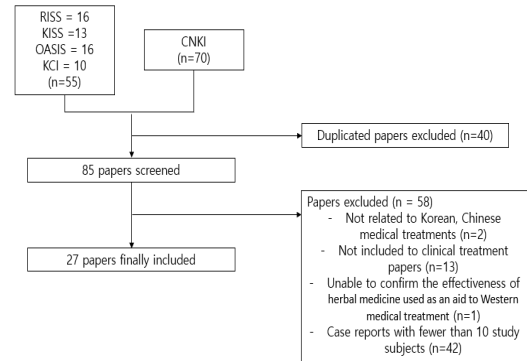 RISS = 16
KISS =13
OASIS = 16
KCI = 10
(n=55)
CNKI
(n=70)
Duplicated papers excluded (n=40)
85 papers screened
Papers excluded (n = 58)
- Not related to Korean, Chinese
medical treatments (n=2)
- Not included to clinical treatment
papers (n=13)
- Unable to confirm the effectiveness of
herbal medicine used as an aid to Western
medical treatment (n=1)
- Case reports with fewer than 10 study
subjects (n=42)
27 papers finally included